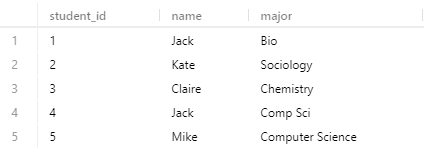 student_id name major
1 1 Jack Bio
2 2 Kate Sociology
3 3 Claire Chemistry
4 4 Jack Comp Sci
5 5 Mike Computer Science